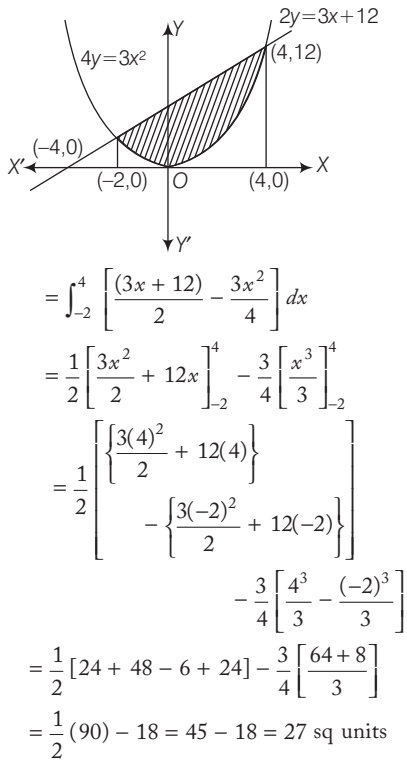 Y 2y=3x+12
4y=3x² (4,12)
(–4,0)
X′ (–2,0) O (4,0) X
Y′
= ∫₋₂⁴ [(3x + 12)/2 − 3x²/4] dx
= 1/2 [3x²/2 + 12x]₋₂⁴ − 3/4 [x³/3]₋₂⁴
= 1/2 [{3(4)²/2 + 12(4)}
− {3(−2)²/2 + 12(−2)}]
− 3/4 [4³/3 − (−2)³/3]
= 1/2 [24 + 48 − 6 + 24] − 3/4 [64 + 8/3]
= 1/2 (90) − 18 = 45 − 18 = 27 sq units